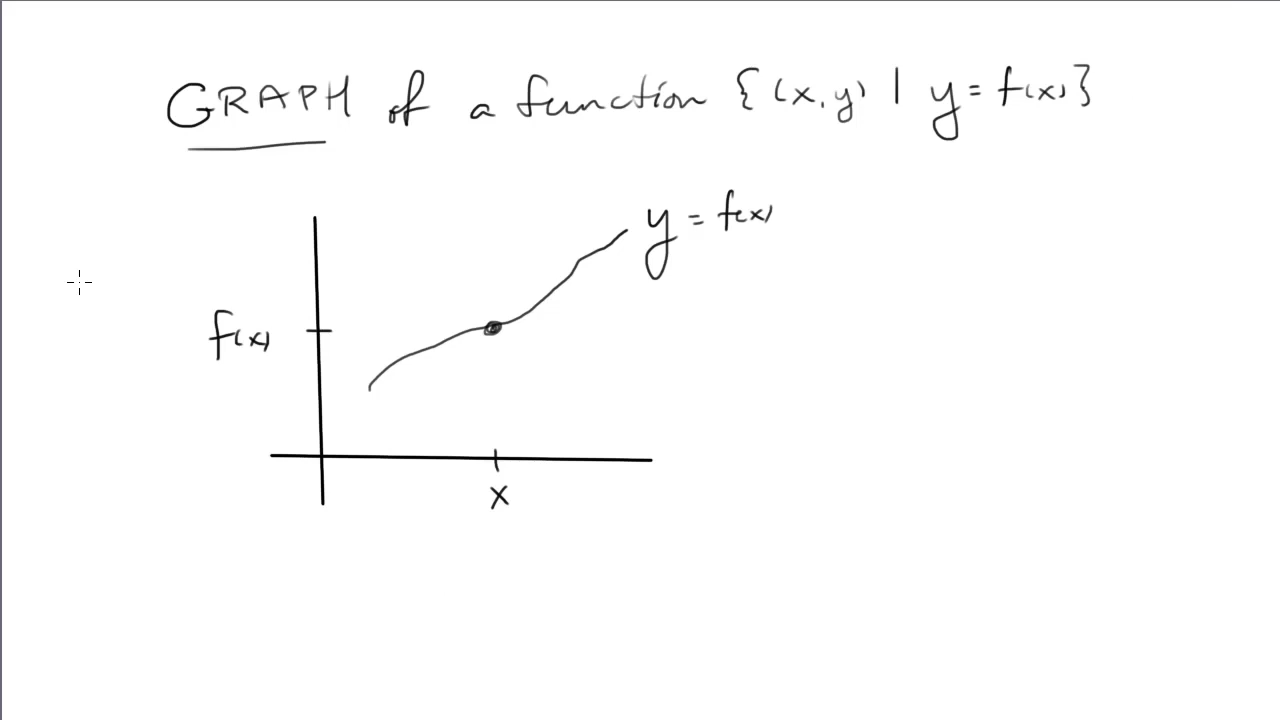 GRAPH of a function {(x,y) | y = f(x)}
y = f(x)
f(x)
x